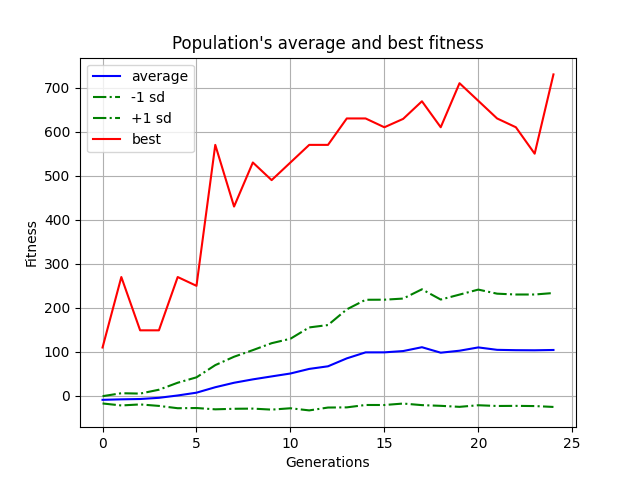 Population's average and best fitness
average
-1 sd
+1 sd
best
700
600
500
400
300
200
100
0
Fitness
0 5 10 15 20 25
Generations